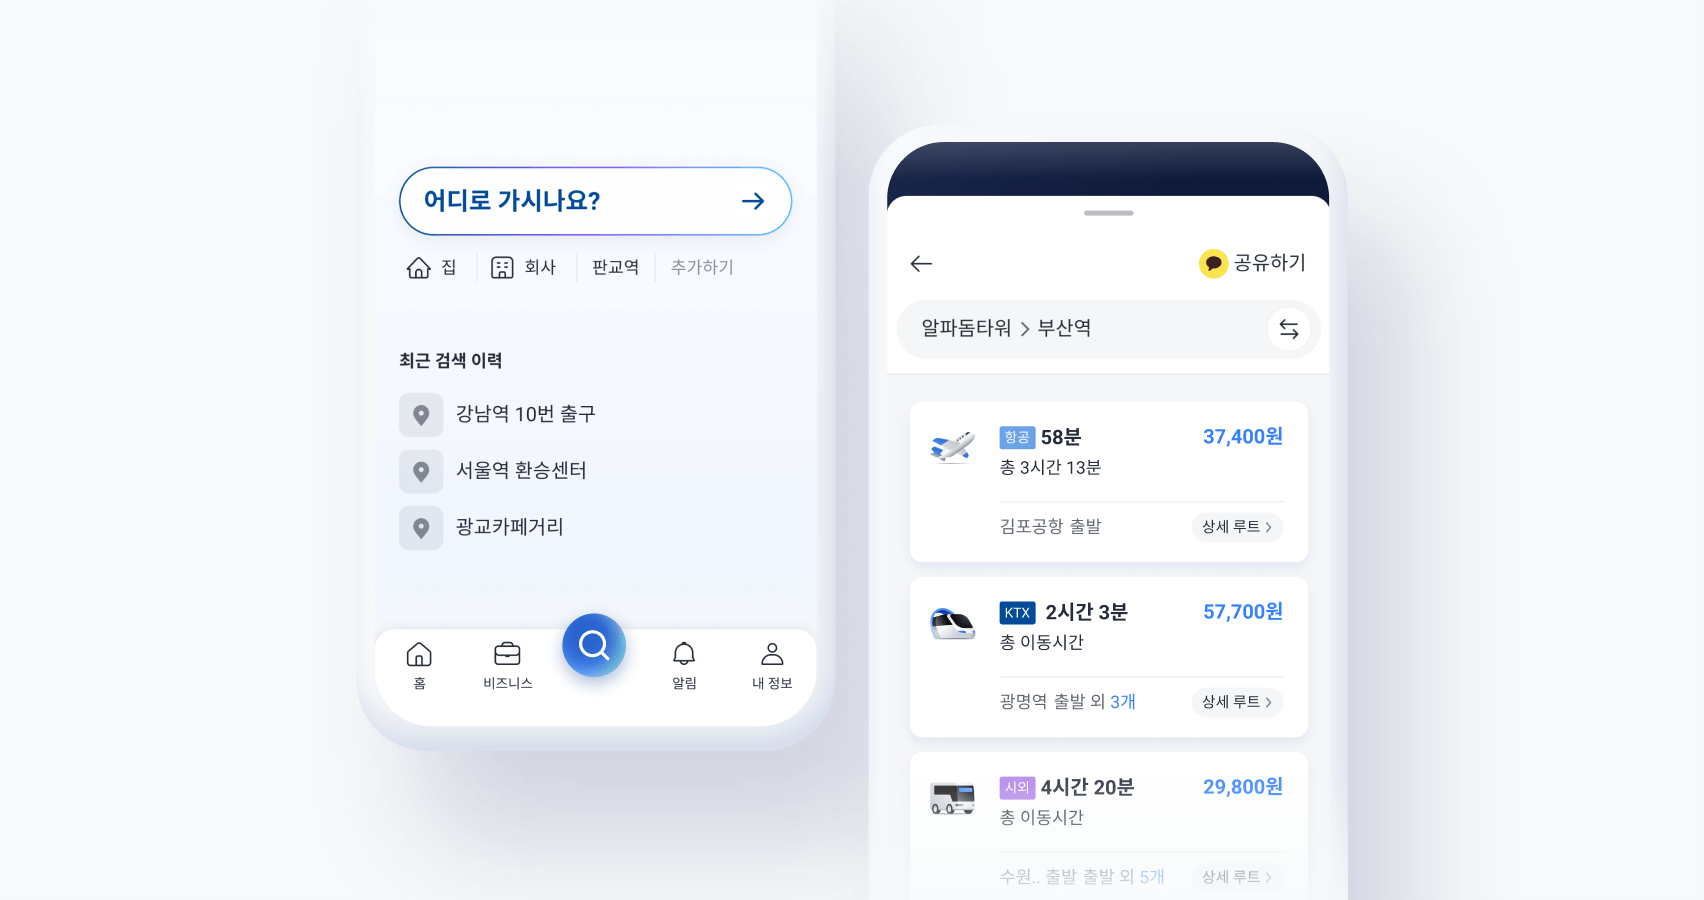 어디로 가시나요?
집 회사 판교역 추가하기
최근 검색 이력
강남역 10번 출구
서울역 환승센터
광교카페거리
홈 비즈니스 알림 내 정보
공유하기
알파돔타워 > 부산역
항공 58분 37,400원
총 3시간 13분
김포공항 출발 상세 루트 >
KTX 2시간 3분 57,700원
총 이동시간
광명역 출발 외 3개 상세 루트 >
시외 4시간 20분 29,800원
총 이동시간
수원.. 출발 출발 외 5개 상세 루트 >